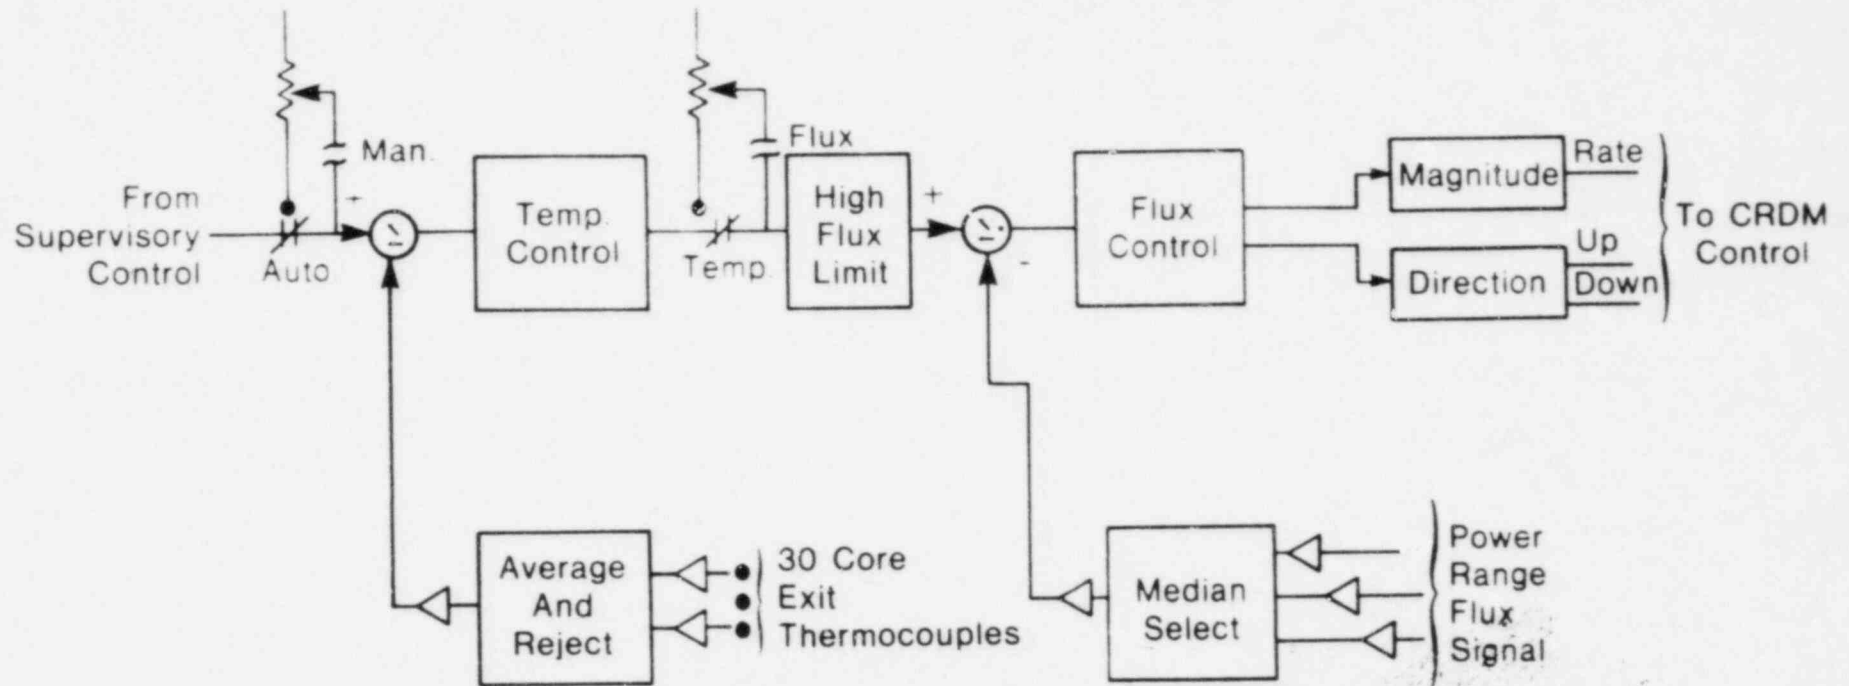 Man.
Flux
From
Supervisory
Control
+
Auto
Temp.
Control
Temp.
High
Flux
Limit
+
-
Flux
Control
Magnitude
Rate
Direction
Up
Down
To CRDM
Control
Average
And
Reject
30 Core
Exit
Thermocouples
Median
Select
Power
Range
Flux
Signal